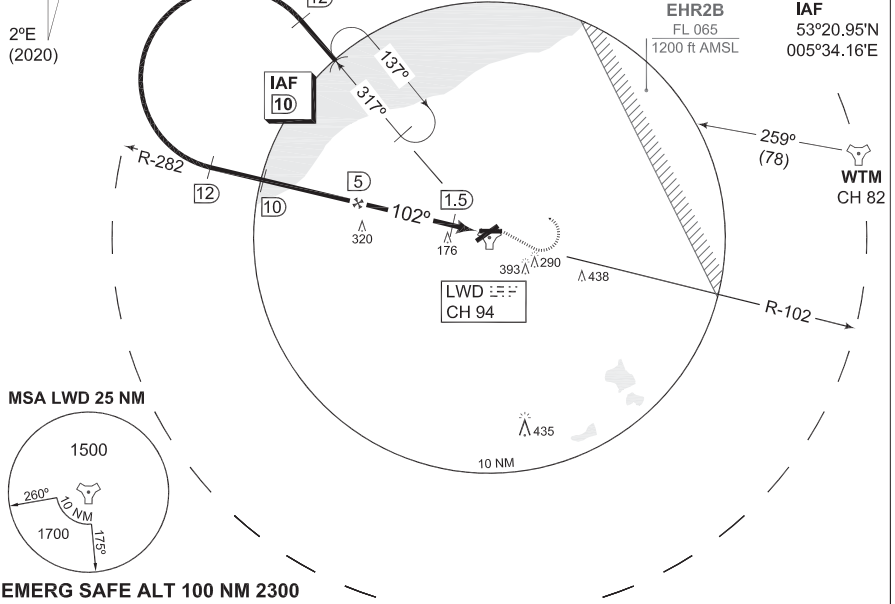 12
2ºE
(2020)
EHR2B
FL 065
1200 ft AMSL
IAF
53º20.95'N
005º34.16'E
IAF
10
137º
317º
259º
(78)
WTM
CH 82
R-282
12
10
5
102º
1.5
320
176
393
290
438
LWD
CH 94
R-102
435
10 NM
MSA LWD 25 NM
1500
260º
10 NM
1700
175º
EMERG SAFE ALT 100 NM 2300